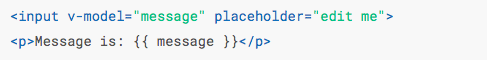 <input v-model="message" placeholder="edit me">
<p>Message is: {{ message }}</p>